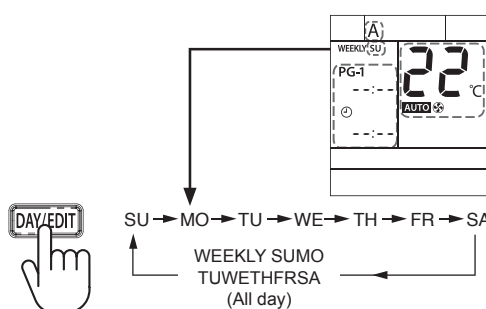 A
WEEKLY SU
PG-1
--:--
--:--
22 °C
AUTO
DAY/EDIT
SU MO TU WE TH FR SA
WEEKLY SUMO
TUWETHFRSA
(All day)